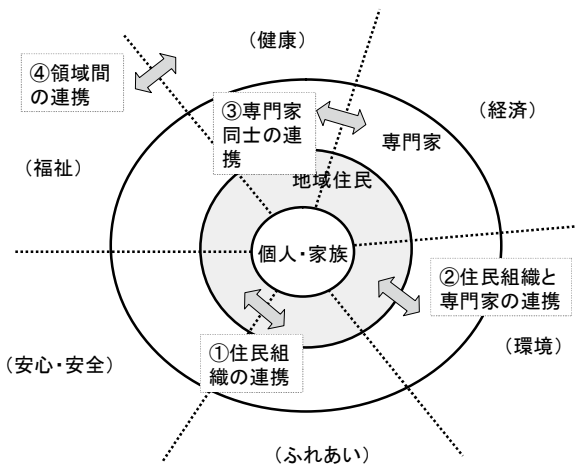 （健康）
④領域間
の連携
③専門家
同士の連
携
（経済）
専門家
（福祉）
地域住民
個人・家族
②住民組織と
専門家の連携
①住民組
織の連携
（環境）
（安心・安全）
（ふれあい）